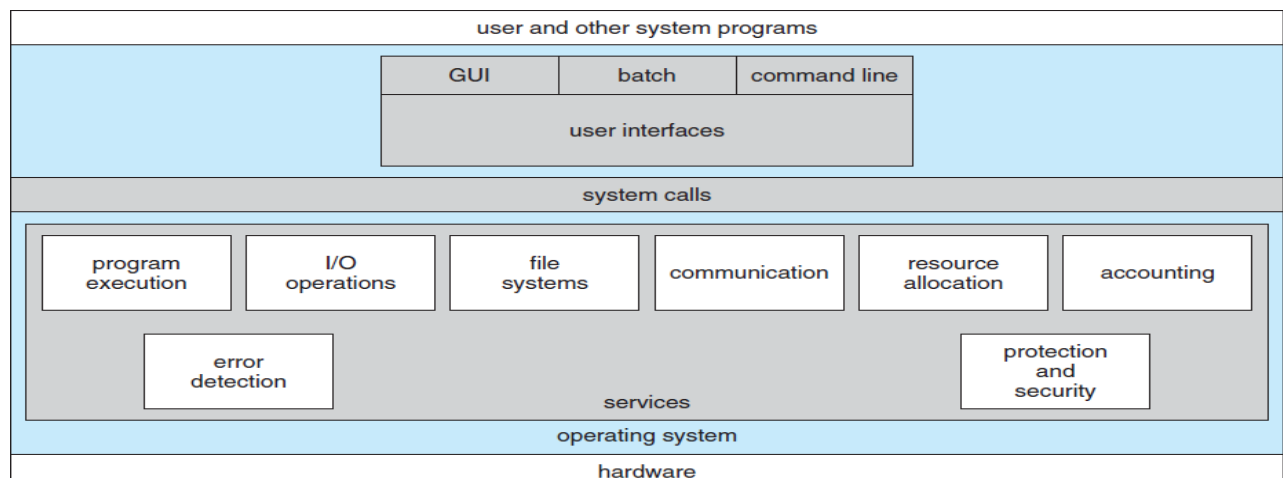 user and other system programs
GUI batch command line
user interfaces
system calls
program
execution
I/O
operations
file
systems
communication
resource
allocation
accounting
error
detection
protection
and
security
services
operating system
hardware